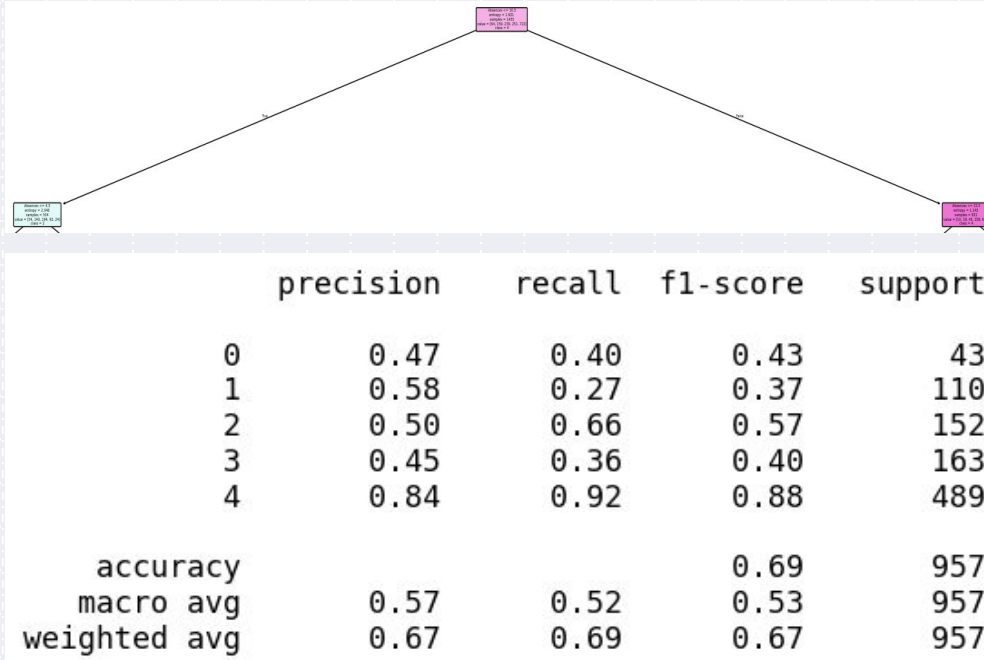 True
False
precision recall f1-score support
0 0.47 0.40 0.43 43
1 0.58 0.27 0.37 110
2 0.50 0.66 0.57 152
3 0.45 0.36 0.40 163
4 0.84 0.92 0.88 489
accuracy 0.69 957
macro avg 0.57 0.52 0.53 957
weighted avg 0.67 0.69 0.67 957